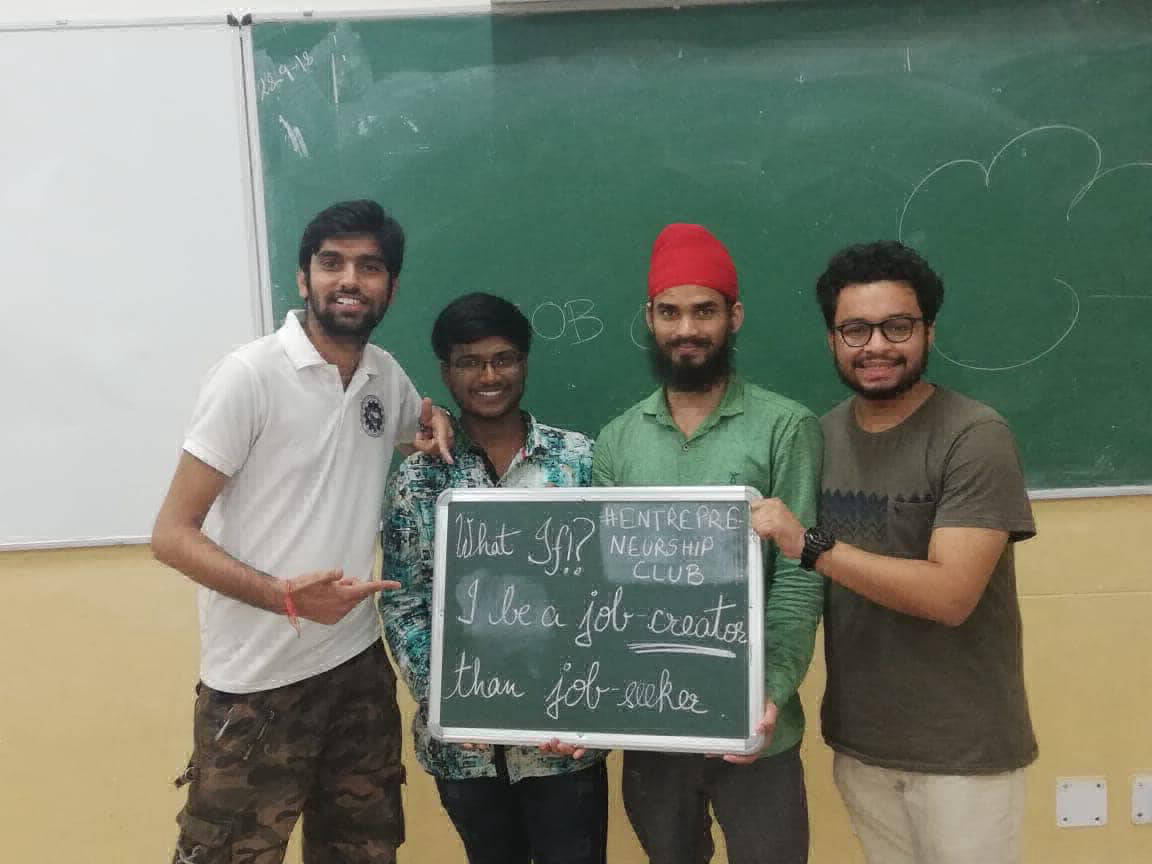 28-9-18
OB
What If!? #ENTREPRE-
NEURSHIP
CLUB
I be a job-creator
than job-seeker.